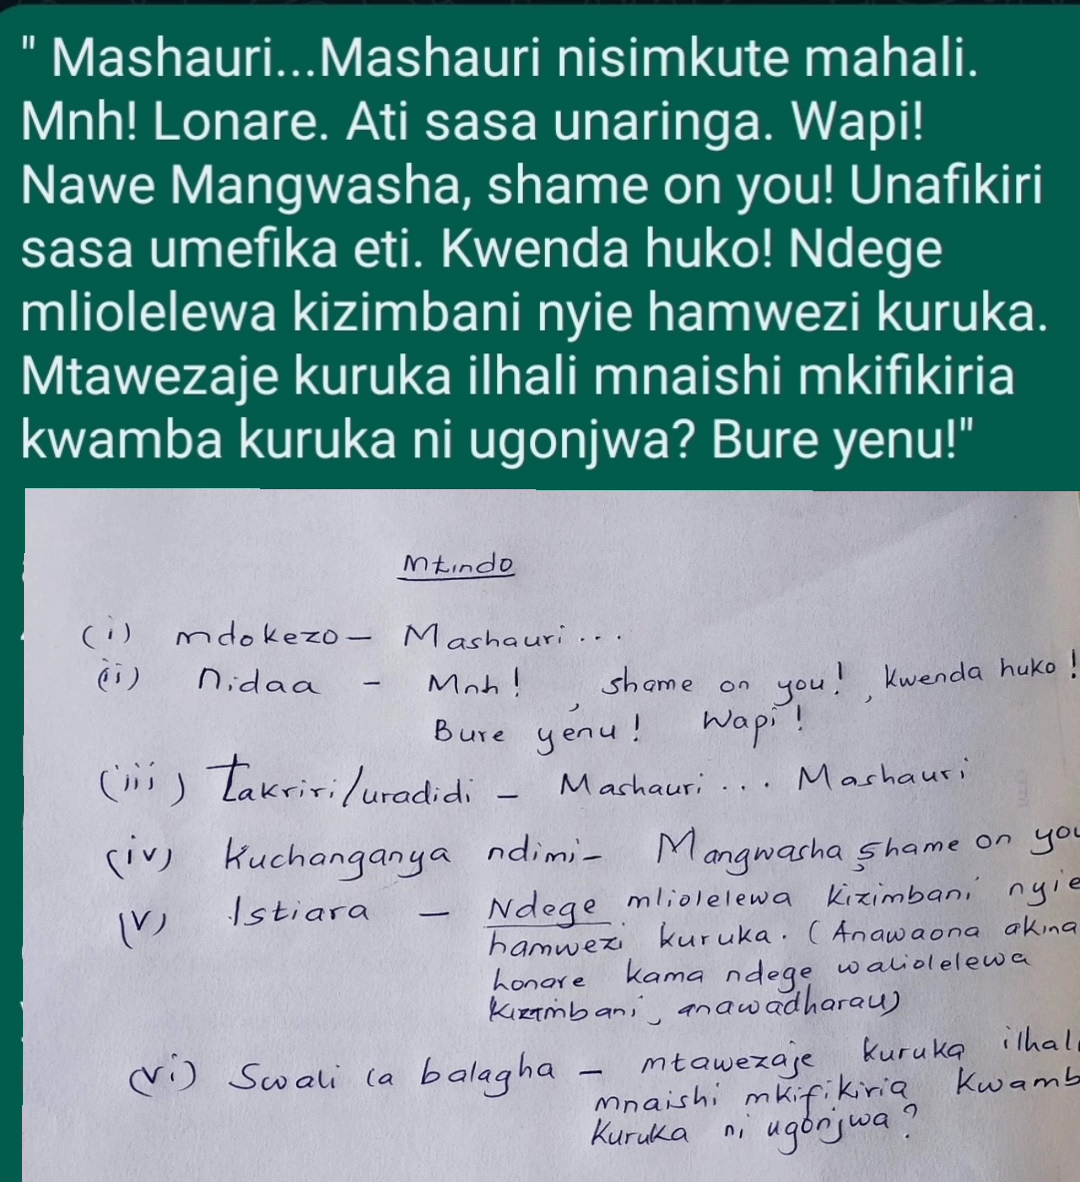 " Mashauri...Mashauri nisimkute mahali.
Mnh! Lonare. Ati sasa unaringa. Wapi!
Nawe Mangwasha, shame on you! Unafikiri
sasa umefika eti. Kwenda huko! Ndege
mliolelewa kizimbani nyie hamwezi kuruka.
Mtawezaje kuruka ilhali mnaishi mkifikiria
kwamba kuruka ni ugonjwa? Bure yenu!"
Mtindo
(i) mdokezo - Mashauri...
(ii) Nidaa - Mnh! , shame on you! , kwenda huko!
Bure yenu! Wapi!
(iii) Takriri/uradidi - Mashauri... Mashauri
(iv) Kuchanganya ndimi - Mangwasha, shame on you
(v) Istiara - Ndege mliolelewa kizimbani nyie
hamwezi kuruka. (Anawaona akina
honare kama ndege waliolelewa
kizimbani, anawadharau)
(vi) Swali la balagha - mtawezaje kuruka ilhali
mnaishi mkifikiria kwamb
kuruka ni ugonjwa?